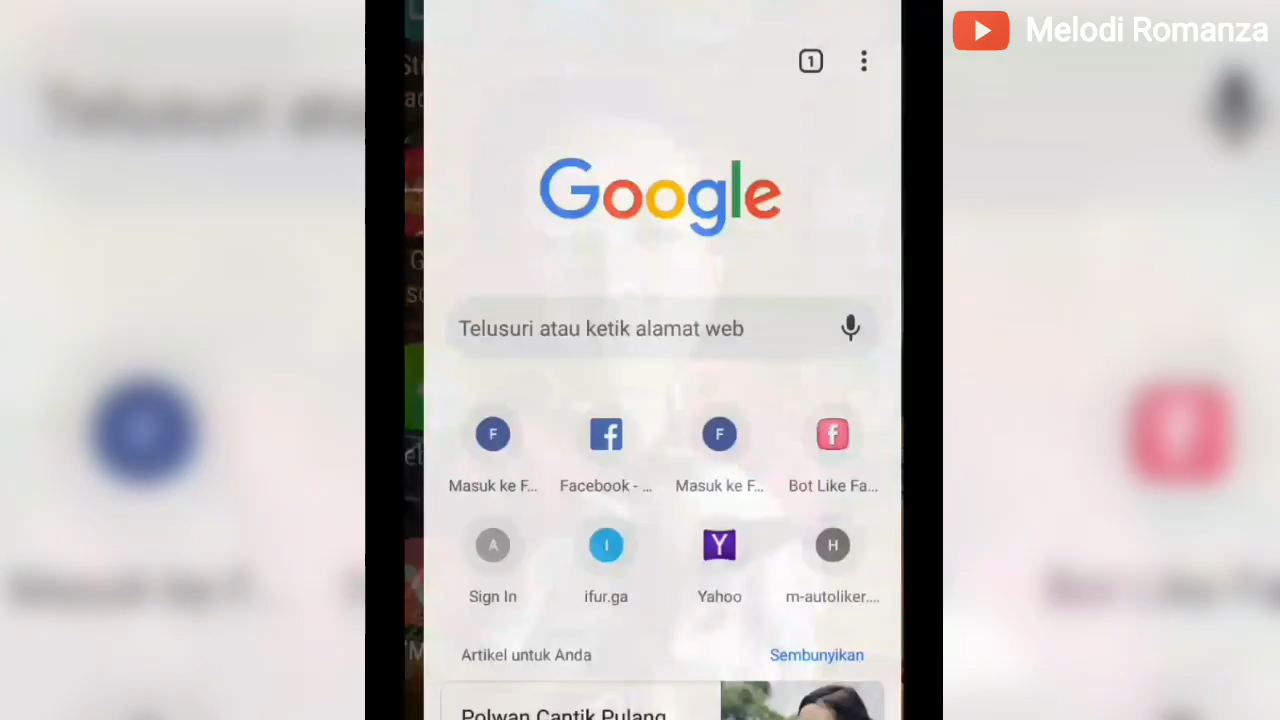 Melodi Romanza
1
Google
Telusuri atau ketik alamat web
F
F
Masuk ke F... Facebook - ... Masuk ke F... Bot Like Fa...
A I Y H
Sign In ifur.ga Yahoo m-autoliker....
Artikel untuk Anda Sembunyikan
Polwan Cantik Pulang